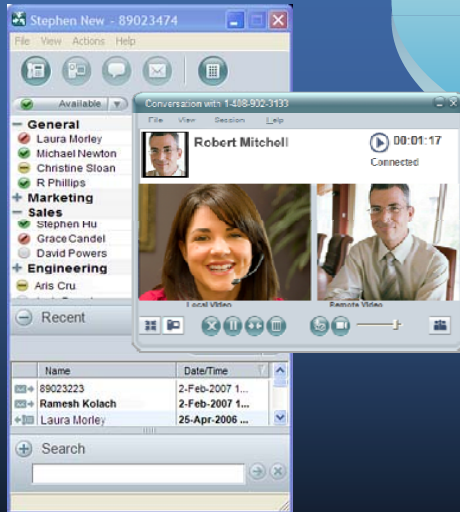 Stephen New - 89023474
File View Actions Help
Available
General
Laura Morley
Michael Newton
Christine Sloan
R Phillips
Marketing
Sales
Stephen Hu
Grace Candel
David Powers
Engineering
Aris Cru
Recent
Name Date/Time
89023223 2-Feb-2007 1...
Ramesh Kolach 2-Feb-2007 1...
Laura Morley 25-Apr-2006 ...
Search
Conversation with 1-408-902-3133
File View Session Help
Robert Mitchell
00:01:17
Connected
Local Video Remote Video